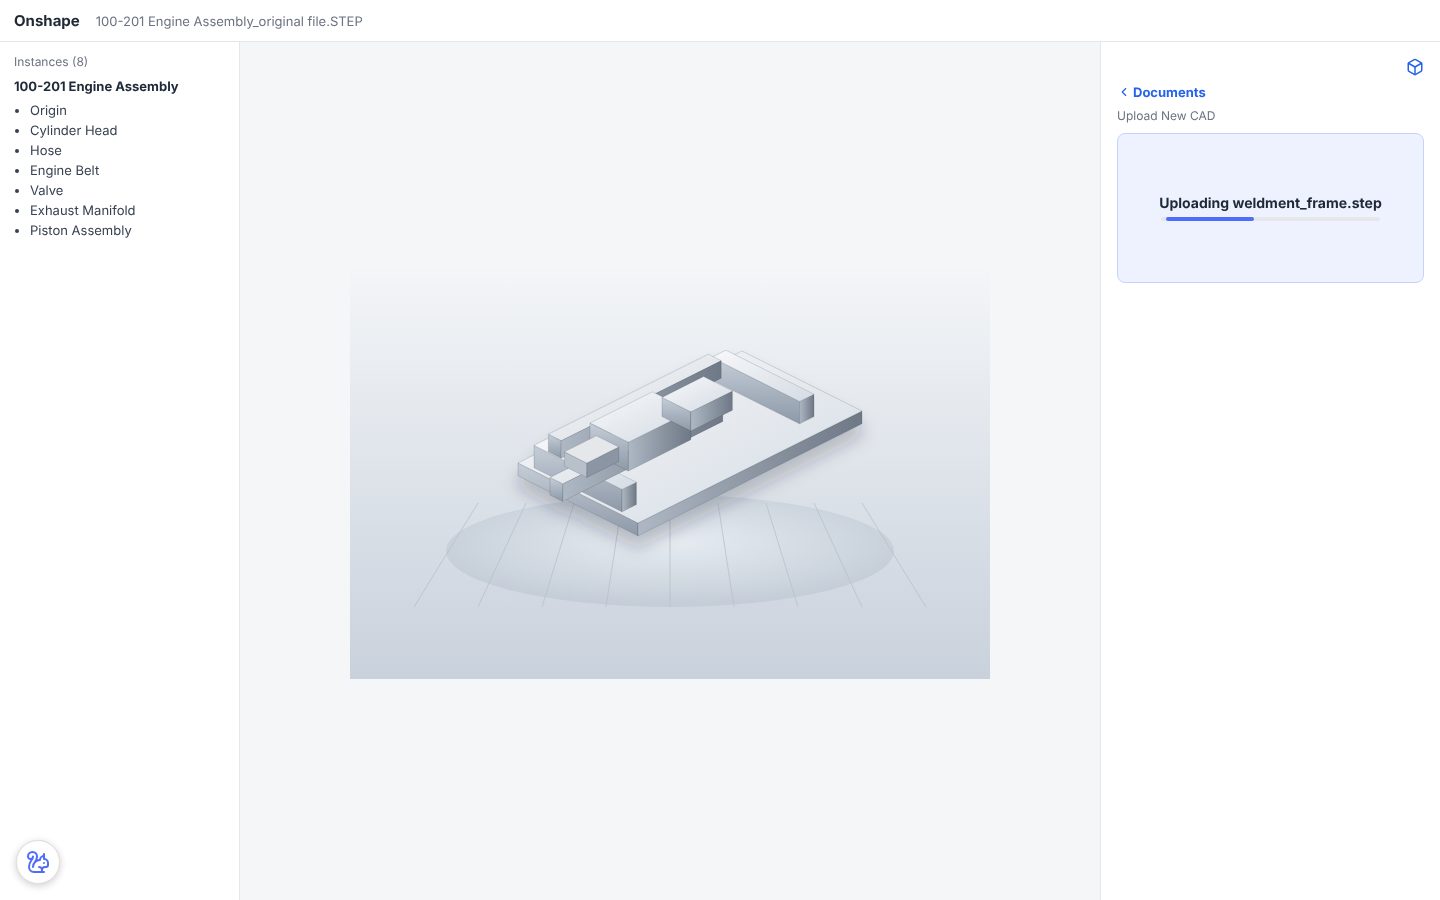 Onshape 100-201 Engine Assembly_original file.STEP
Instances (8)
100-201 Engine Assembly
Origin
Cylinder Head
Hose
Engine Belt
Valve
Exhaust Manifold
Piston Assembly
Documents
Upload New CAD
Uploading weldment_frame.step